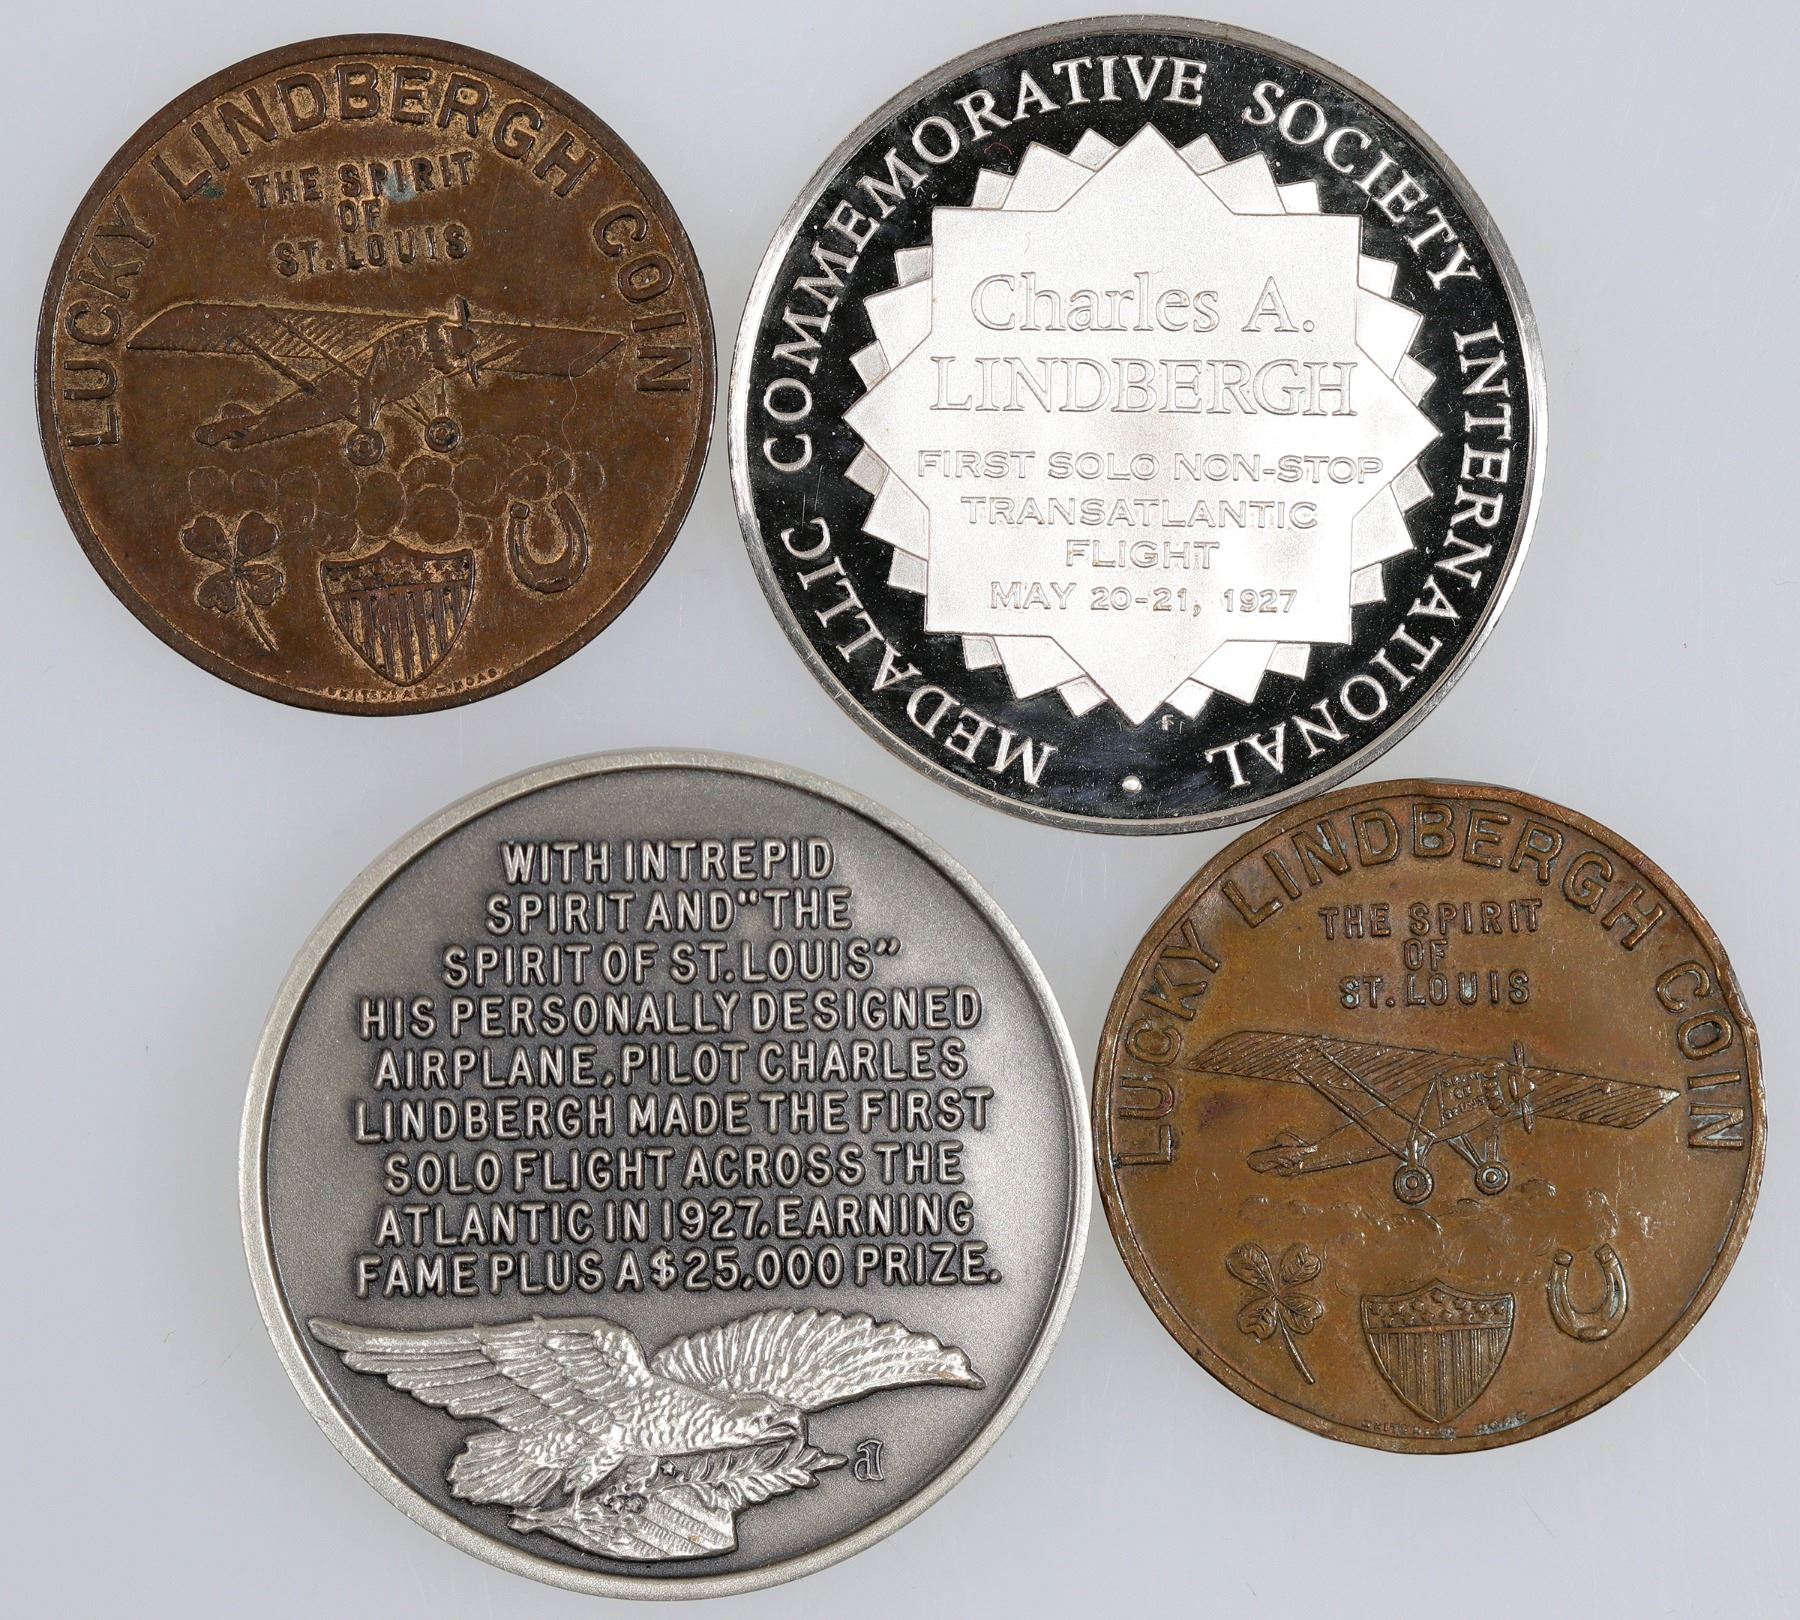 LUCKY LINDBERGH COIN
THE SPIRIT
OF
ST. LOUIS
MEDALLIC COMMEMORATIVE SOCIETY INTERNATIONAL
Charles A.
LINDBERGH
FIRST SOLO NON-STOP
TRANSATLANTIC
FLIGHT
MAY 20-21, 1927
F
WITH INTREPID
SPIRIT AND "THE
SPIRIT OF ST. LOUIS"
HIS PERSONALLY DESIGNED
AIRPLANE, PILOT CHARLES
LINDBERGH MADE THE FIRST
SOLO FLIGHT ACROSS THE
ATLANTIC IN 1927, EARNING
FAME PLUS A $25,000 PRIZE.
LUCKY LINDBERGH COIN
THE SPIRIT
OF
ST. LOUIS